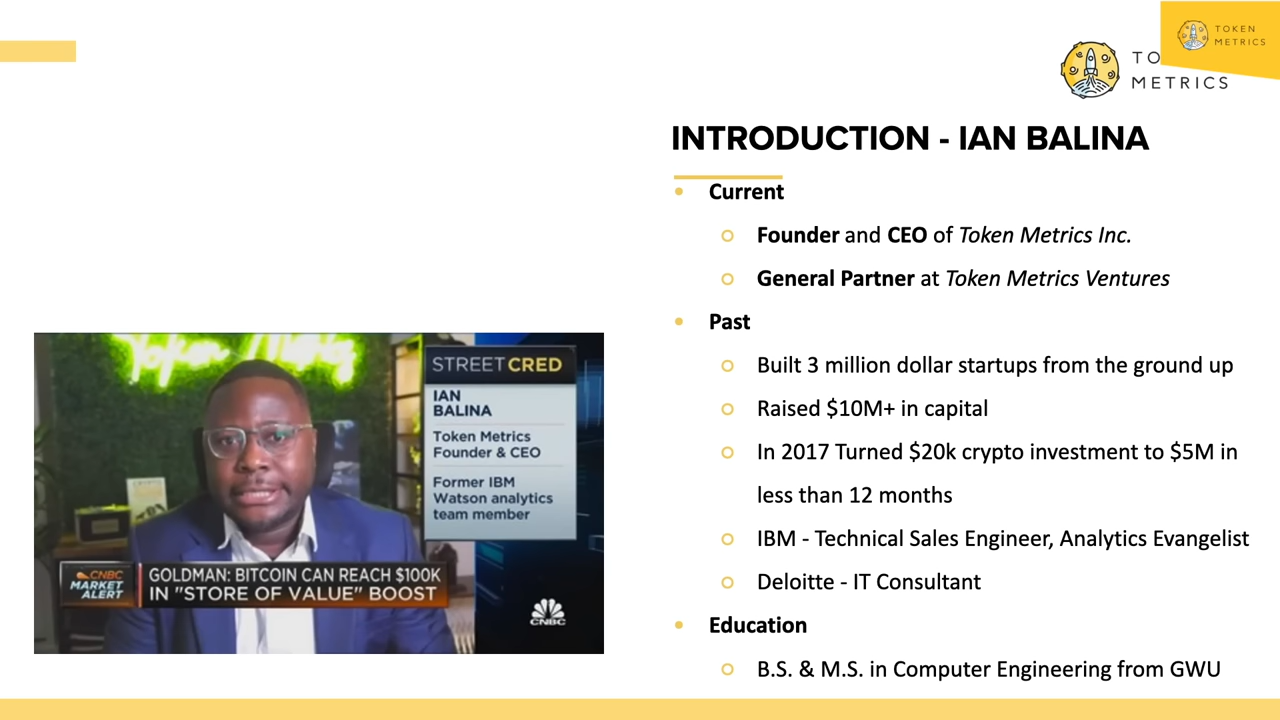 TOKEN
METRICS
TO
METRICS
INTRODUCTION - IAN BALINA
Current
Founder and CEO of Token Metrics Inc.
General Partner at Token Metrics Ventures
Past
Built 3 million dollar startups from the ground up
Raised $10M+ in capital
In 2017 Turned $20k crypto investment to $5M in
less than 12 months
IBM - Technical Sales Engineer, Analytics Evangelist
Deloitte - IT Consultant
Education
B.S. & M.S. in Computer Engineering from GWU
Token Metrics
STREET CRED
IAN
BALINA
Token Metrics
Founder & CEO
Former IBM
Watson analytics
team member
CNBC
MARKET
ALERT
GOLDMAN: BITCOIN CAN REACH $100K
IN "STORE OF VALUE" BOOST
CNBC